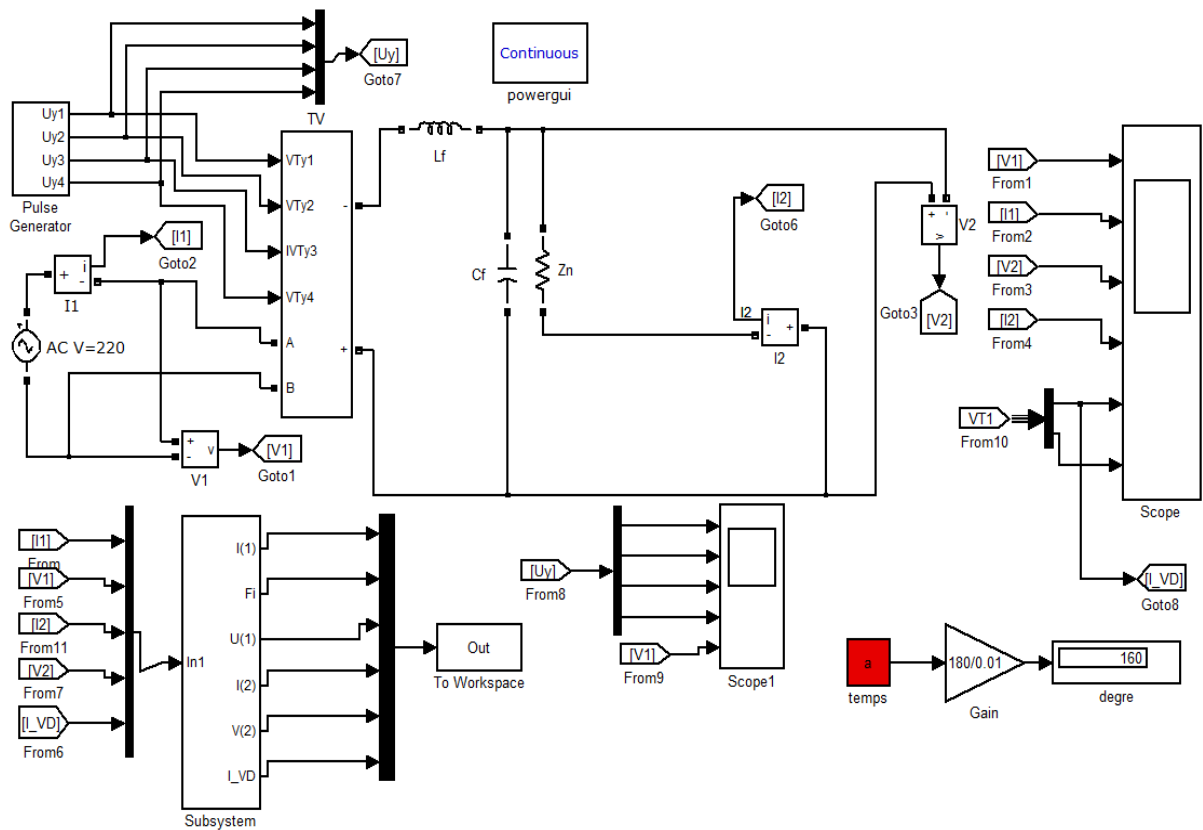 [Uy]
Goto7
TV
Continuous
powergui
Uy1
Uy2
Uy3
Uy4
Pulse
Generator
VTy1
VTy2
IVTy3
VTy4
A
B
-
+
Lf
Cf
Zn
[I1]
Goto2
+
i
-
I1
AC V=220
+
-
v
V1
[V1]
Goto1
[I2]
Goto6
I2
i
-
+
I2
+
-
v
V2
Goto3
[V2]
[V1]
From1
[I1]
From2
[V2]
From3
[I2]
From4
VT1
From10
Scope
[I_VD]
Goto8
[I1]
From
[V1]
From5
[I2]
From11
[V2]
From7
[I_VD]
From6
In1
I(1)
Fi
U(1)
I(2)
V(2)
I_VD
Subsystem
Out
To Workspace
[Uy]
From8
[V1]
From9
Scope1
a
temps
180/0.01
Gain
160
degre